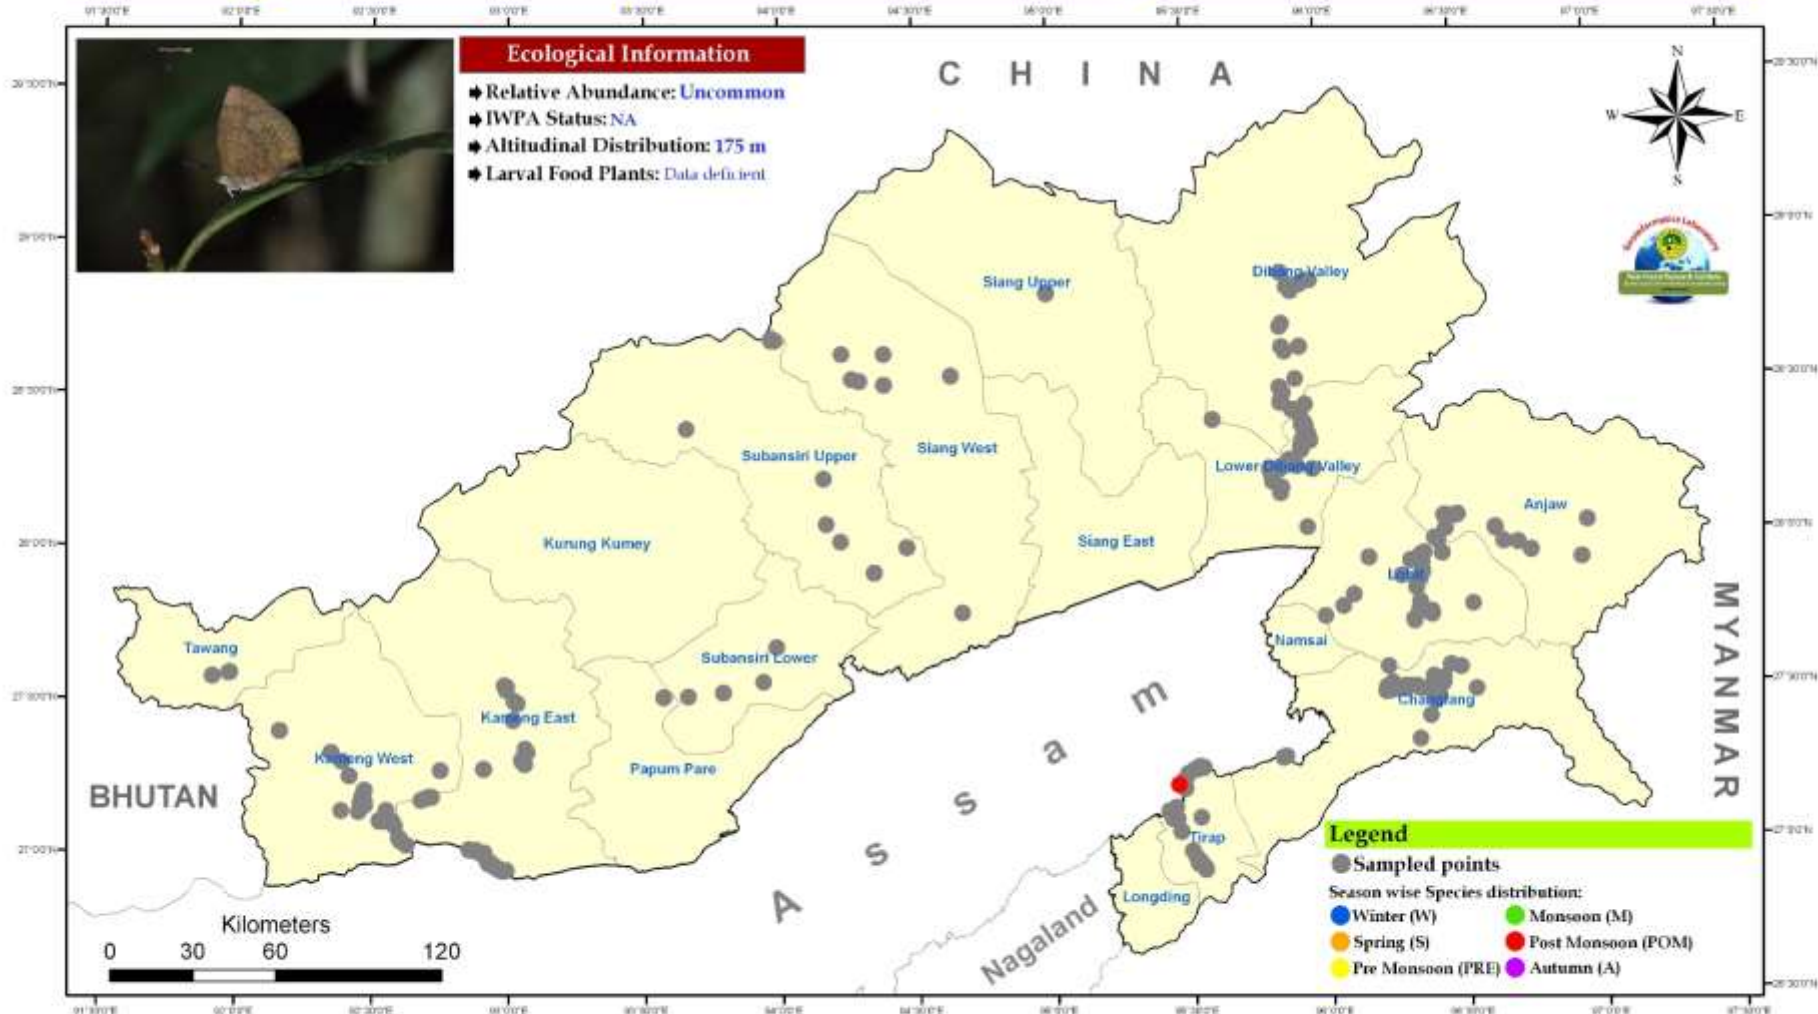 Ecological Information
Relative Abundance: Uncommon
IWPA Status: NA
Altitudinal Distribution: 175 m
Larval Food Plants: Data deficient
CHINA
N
W E
S
Dibang Valley
Siang Upper
Subansiri Upper
Siang West
Lower Dibang Valley
Anjaw
Kurung Kumey
Siang East
Lohit
Tawang
Namsai
Subansiri Lower
Changlang
Kameng East
Kameng West
Papum Pare
MYANMAR
BHUTAN
Assam
Tirap
Longding
Nagaland
Kilometers
0 30 60 120
Legend
Sampled points
Season wise Species distribution:
Winter (W) Monsoon (M)
Spring (S) Post Monsoon (POM)
Pre Monsoon (PRE) Autumn (A)